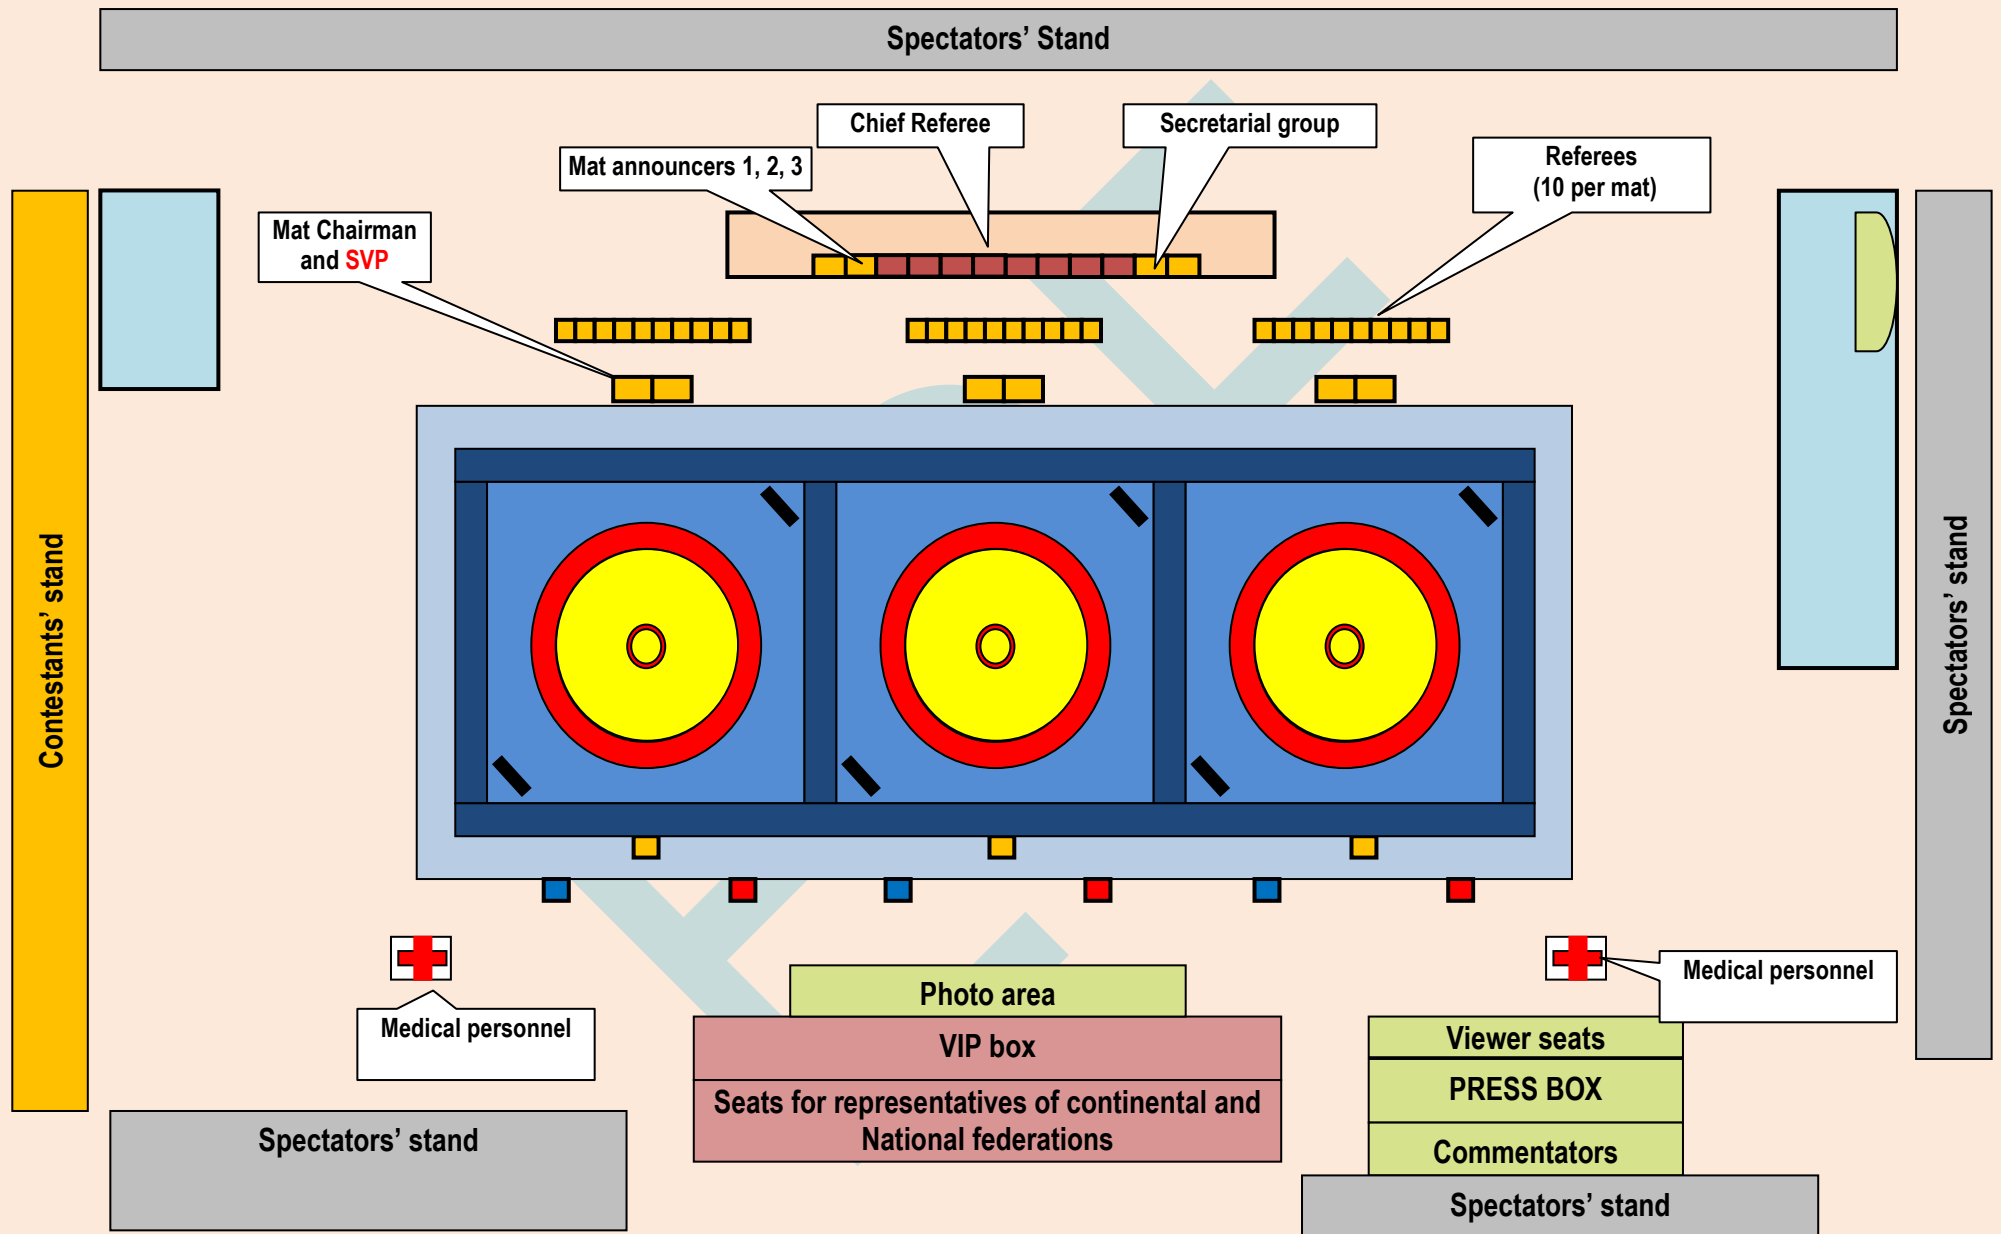 Spectators’ Stand
Chief Referee
Secretarial group
Mat announcers 1, 2, 3
Referees
(10 per mat)
Mat Chairman
and SVP
Contestants’ stand
Spectators’ stand
Medical personnel
Medical personnel
Photo area
VIP box
Seats for representatives of continental and
National federations
Viewer seats
PRESS BOX
Commentators
Spectators’ stand
Spectators’ stand